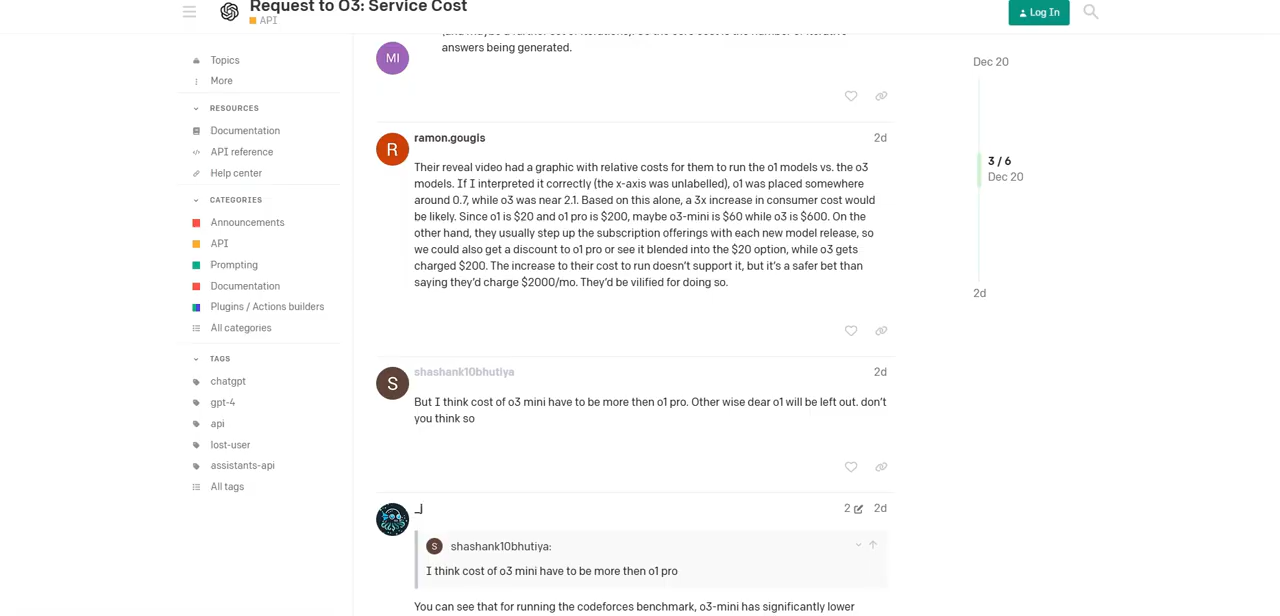 Request to O3: Service Cost
API
Log In
Topics
More
RESOURCES
Documentation
API reference
Help center
CATEGORIES
Announcements
API
Prompting
Documentation
Plugins / Actions builders
All categories
TAGS
chatgpt
gpt-4
api
lost-user
assistants-api
All tags
MI
answers being generated.
R
ramon.gougis
2d
Their reveal video had a graphic with relative costs for them to run the o1 models vs. the o3
models. If I interpreted it correctly (the x-axis was unlabelled), o1 was placed somewhere
around 0.7, while o3 was near 2.1. Based on this alone, a 3x increase in consumer cost would
be likely. Since o1 is $20 and o1 pro is $200, maybe o3-mini is $60 while o3 is $600. On the
other hand, they usually step up the subscription offerings with each new model release, so
we could also get a discount to o1 pro or see it blended into the $20 option, while o3 gets
charged $200. The increase to their cost to run doesn't support it, but it's a safer bet than
saying they'd charge $2000/mo. They'd be vilified for doing so.
S
shashank10bhutiya
2d
But I think cost of o3 mini have to be more then o1 pro. Other wise dear o1 will be left out. don't
you think so
_j
2
2d
S
shashank10bhutiya:
I think cost of o3 mini have to be more then o1 pro
You can see that for running the codeforces benchmark, o3-mini has significantly lower
Dec 20
3 / 6
Dec 20
2d